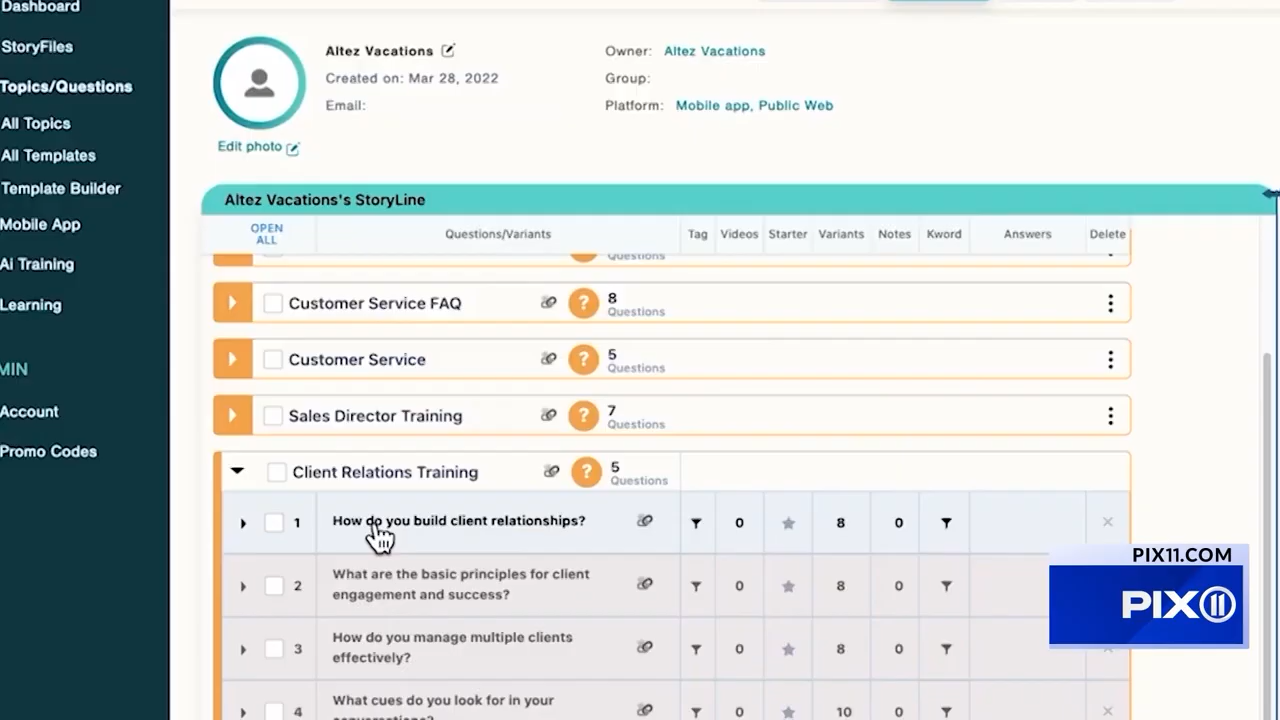 Dashboard
StoryFiles
Topics/Questions
All Topics
All Templates
Template Builder
Mobile App
Ai Training
Learning
MIN
Account
Promo Codes
Altez Vacations
Created on: Mar 28, 2022
Email:
Edit photo
Owner: Altez Vacations
Group:
Platform: Mobile app, Public Web
Altez Vacations's StoryLine
OPEN
ALL
Questions/Variants
Tag
Videos
Starter
Variants
Notes
Kword
Answers
Delete
? Questions
Customer Service FAQ ? 8
Questions
Customer Service ? 5
Questions
Sales Director Training ? 7
Questions
Client Relations Training ? 5
Questions
1 How do you build client relationships? 0 8 0
2 What are the basic principles for client
engagement and success? 0 8 0
3 How do you manage multiple clients
effectively? 0 8 0
4 What cues do you look for in your
0 10 0
PIX11.COM
PIX11